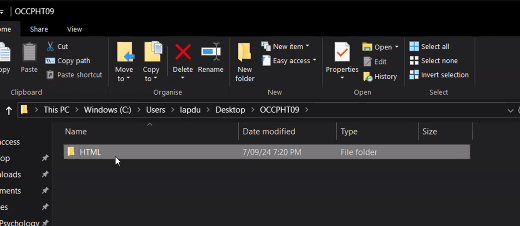 OCCPHT09
ome Share View
opy
Paste
Cut
Copy path
Paste shortcut
Move to
Copy to
Delete
Rename
New folder
New item
Easy access
Properties
Open
Edit
History
Select all
Select none
Invert selection
Clipboard Organise New Open Select
This PC > Windows (C:) > Users > lapdu > Desktop > OCCPHT09 >
Name Date modified Type Size
ccess
HTML 7/09/24 7:20 PM File folder
op
loads
ments
es
Psychology